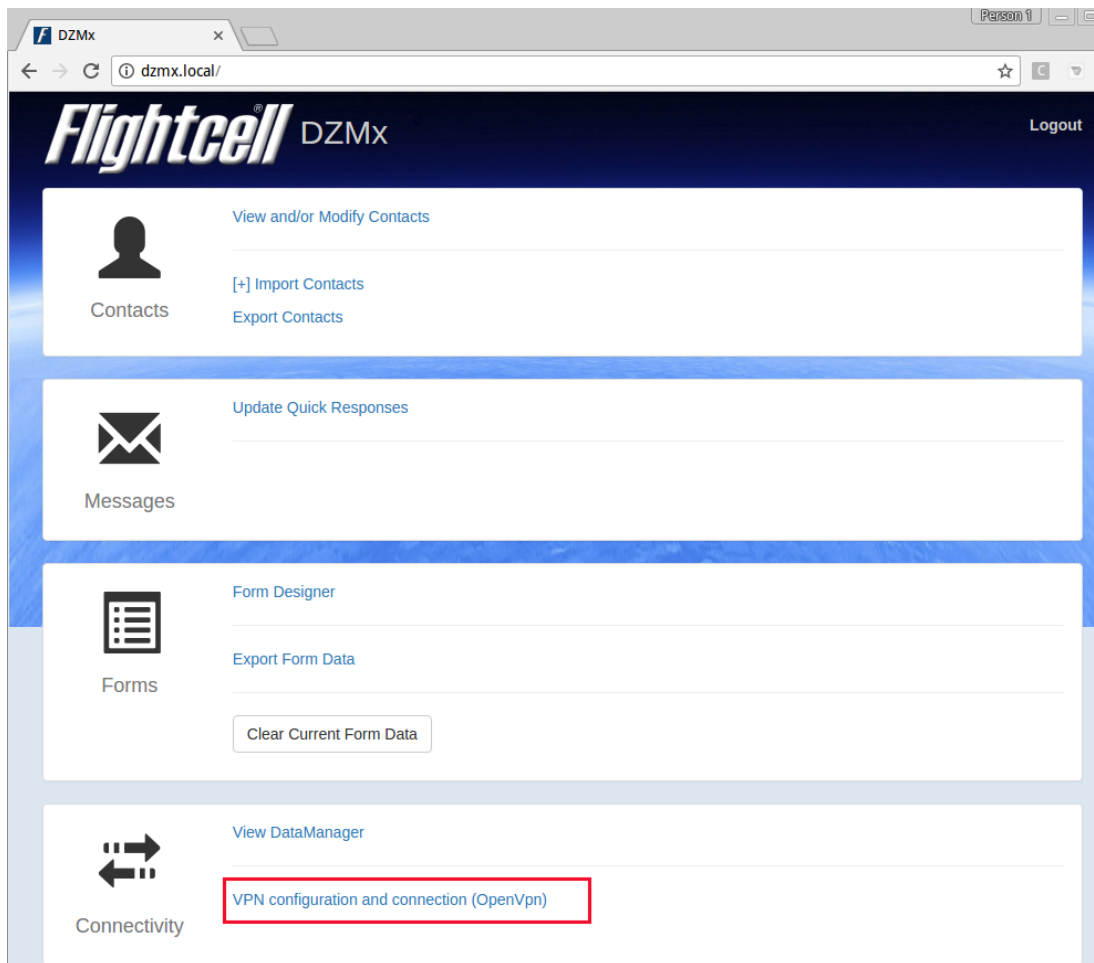 Person 1
DZMx
dzmx.local/
Flightcell® DZMx
Logout
View and/or Modify Contacts
[+] Import Contacts
Contacts
Export Contacts
Update Quick Responses
Messages
Form Designer
Export Form Data
Forms
Clear Current Form Data
View DataManager
VPN configuration and connection (OpenVpn)
Connectivity